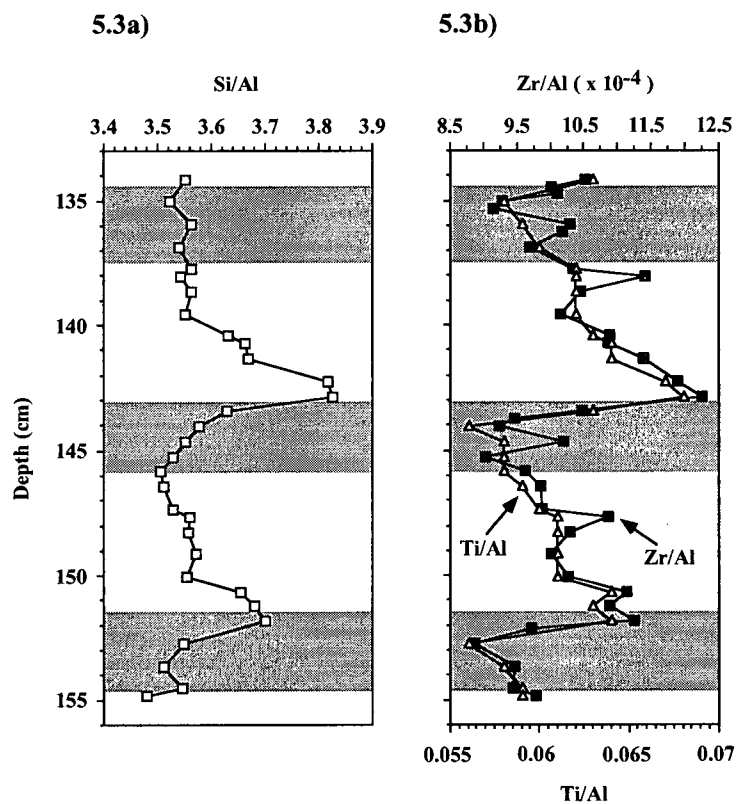 5.3a)
5.3b)
Si/Al
Zr/Al ( x 10⁻⁴ )
3.4 3.5 3.6 3.7 3.8 3.9
8.5 9.5 10.5 11.5 12.5
135
140
145
150
155
Depth (cm)
Ti/Al
Zr/Al
0.055 0.06 0.065 0.07
Ti/Al